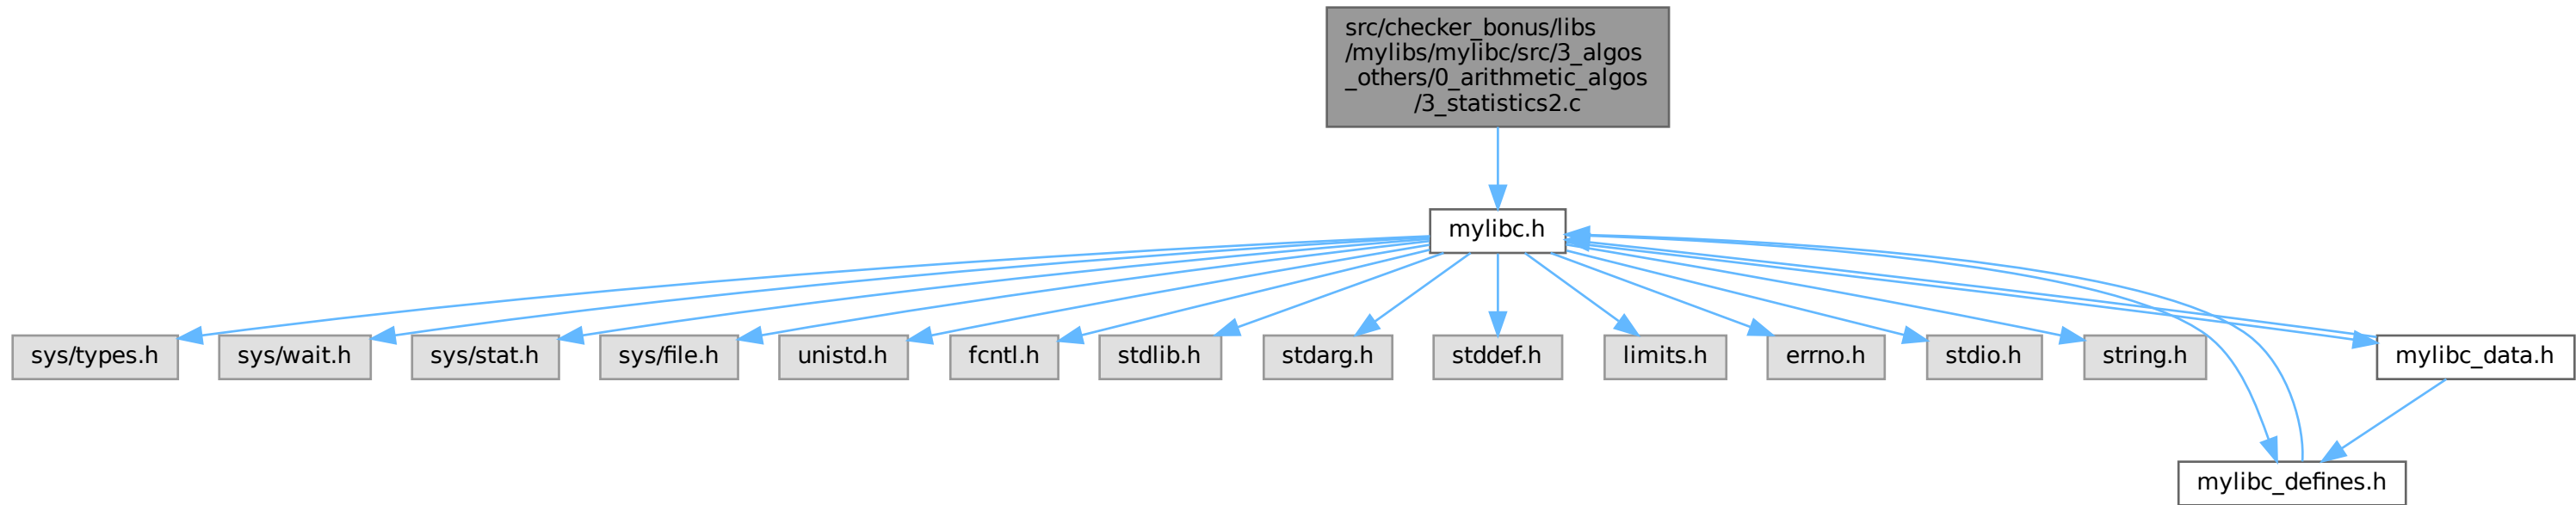 src/checker_bonus/libs
/mylibs/mylibc/src/3_algos
_others/0_arithmetic_algos
/3_statistics2.c
mylibc.h
sys/types.h
sys/wait.h
sys/stat.h
sys/file.h
unistd.h
fcntl.h
stdlib.h
stdarg.h
stddef.h
limits.h
errno.h
stdio.h
string.h
mylibc_data.h
mylibc_defines.h